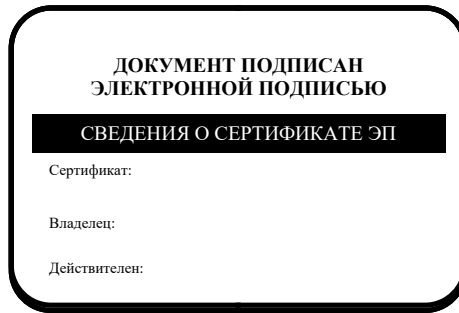 ДОКУМЕНТ ПОДПИСАН
ЭЛЕКТРОННОЙ ПОДПИСЬЮ
СВЕДЕНИЯ О СЕРТИФИКАТЕ ЭП
Сертификат:
Владелец:
Действителен: